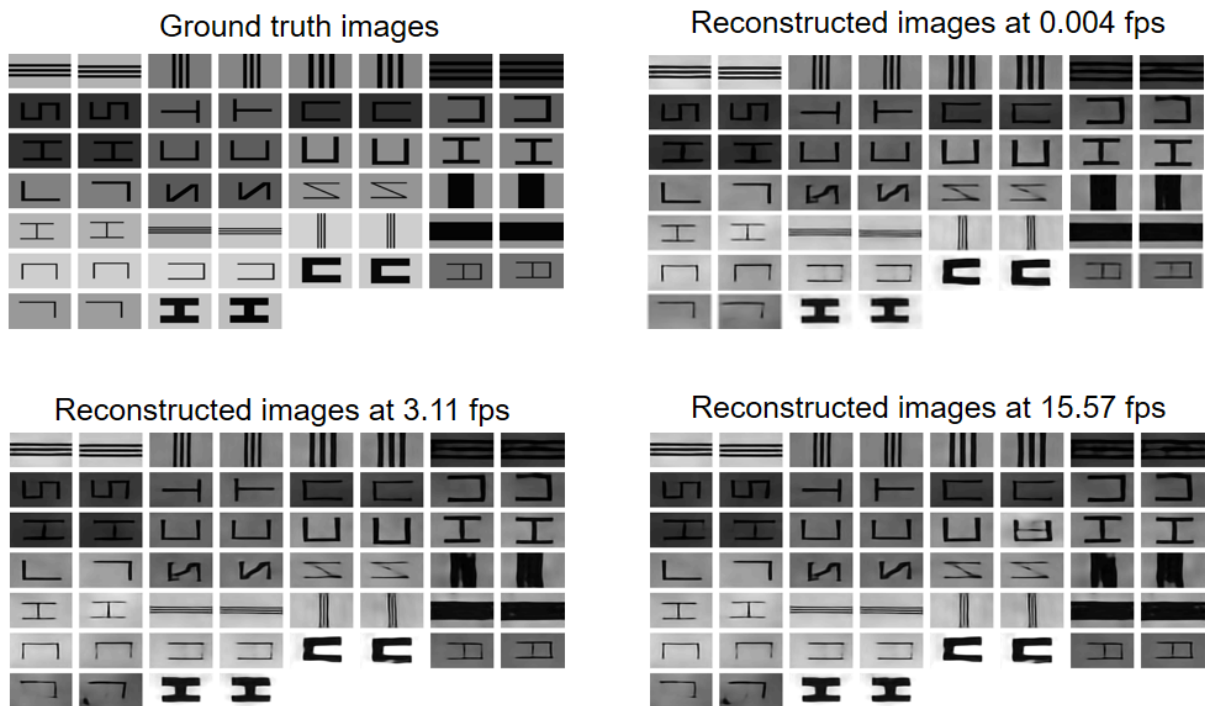 Ground truth images
Reconstructed images at 0.004 fps
Reconstructed images at 3.11 fps
Reconstructed images at 15.57 fps